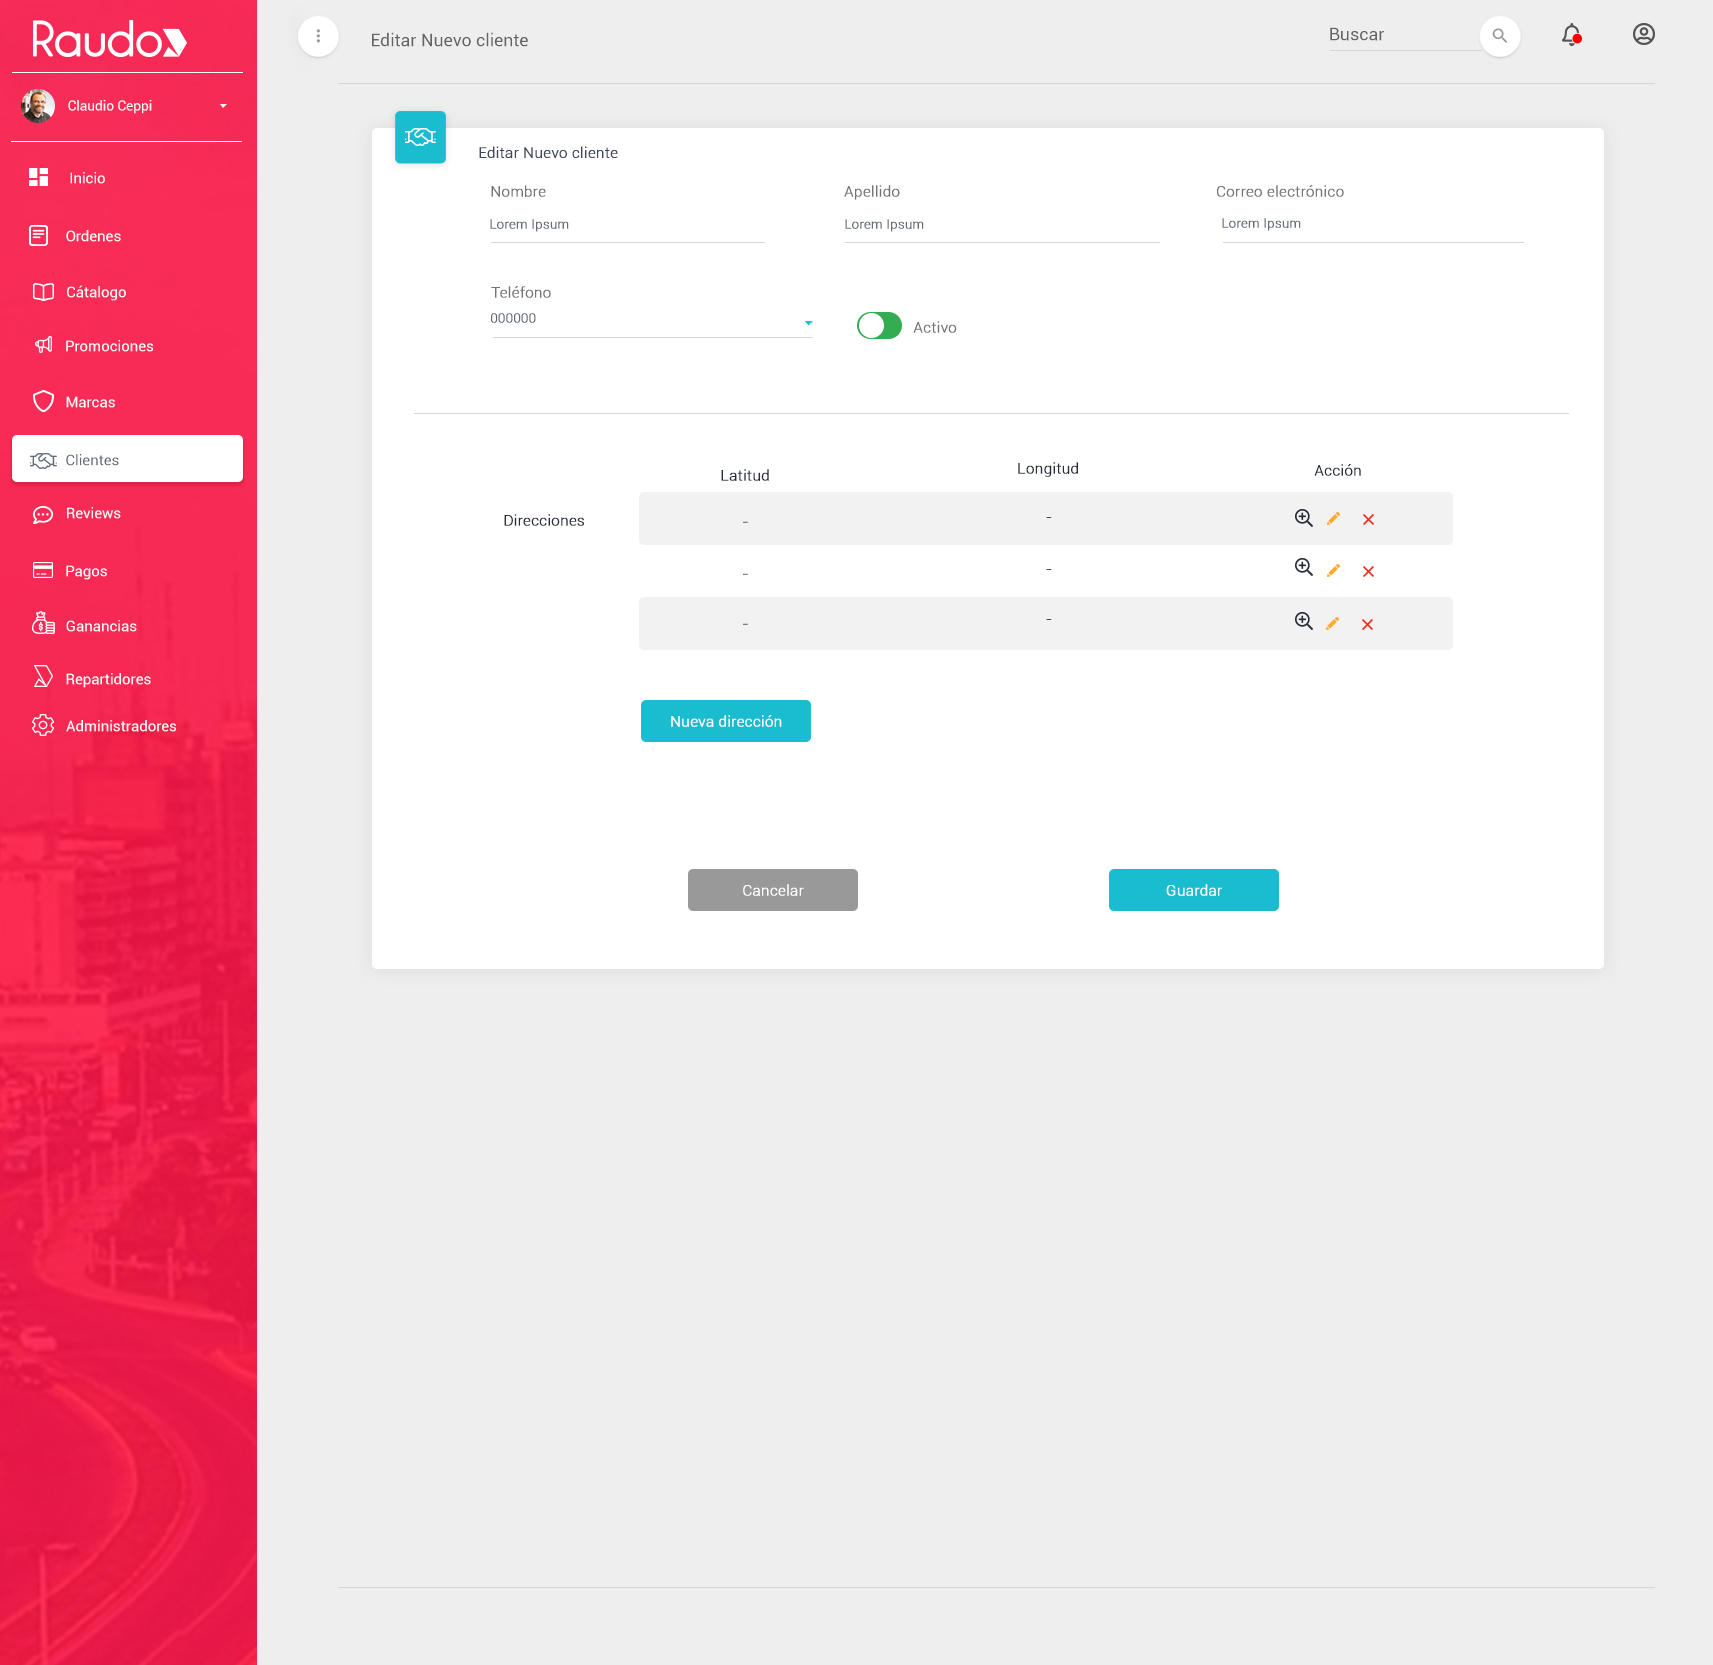 Raudo
Claudio Ceppi
Inicio
Ordenes
Cátalogo
Promociones
Marcas
Clientes
Reviews
Pagos
Ganancias
Repartidores
Administradores
Editar Nuevo cliente
Buscar
Editar Nuevo cliente
Nombre
Apellido
Correo electrónico
Lorem Ipsum
Lorem Ipsum
Lorem Ipsum
Teléfono
000000
Activo
Latitud
Longitud
Acción
Direcciones
-
-
-
-
-
-
Nueva dirección
Cancelar
Guardar